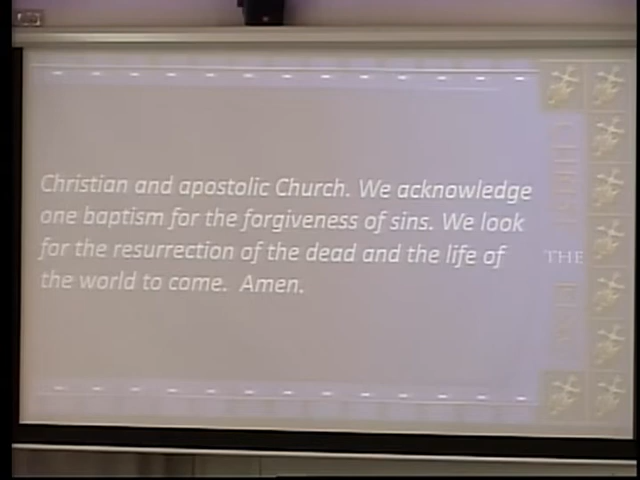 Christian and apostolic Church. We acknowledge
one baptism for the forgiveness of sins. We look
for the resurrection of the dead and the life of
the world to come. Amen.
CHRIST
THE